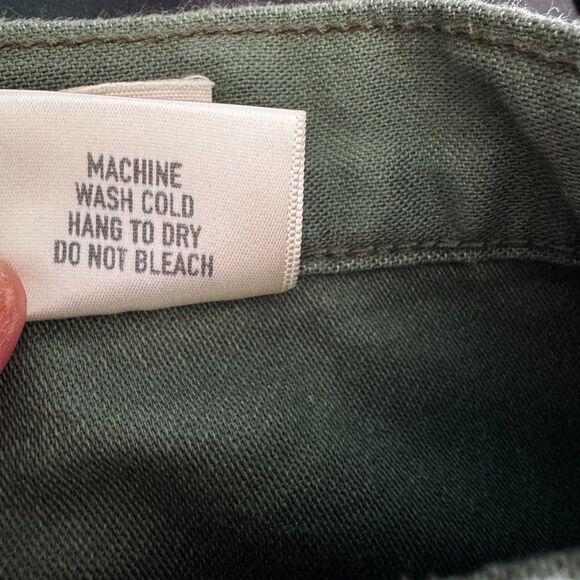 MACHINE
WASH COLD
HANG TO DRY
DO NOT BLEACH